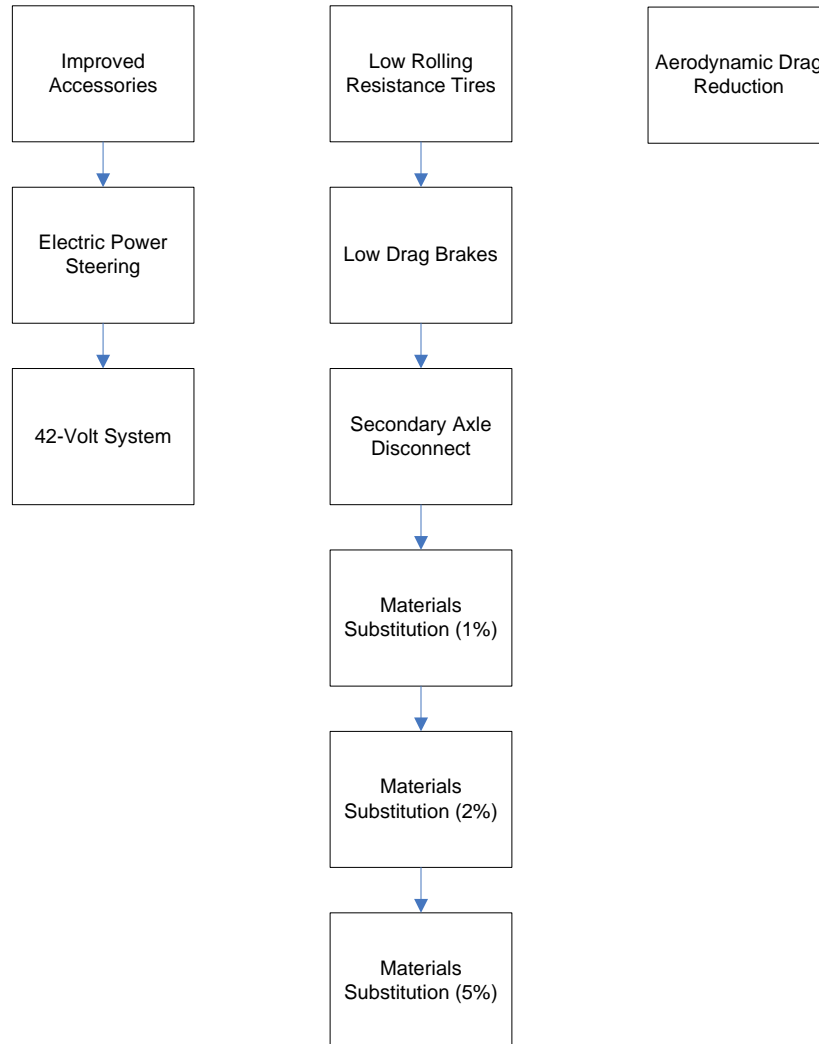 Improved
Accessories
Electric Power
Steering
42-Volt System
Low Rolling
Resistance Tires
Low Drag Brakes
Secondary Axle
Disconnect
Materials
Substitution (1%)
Materials
Substitution (2%)
Materials
Substitution (5%)
Aerodynamic Drag
Reduction